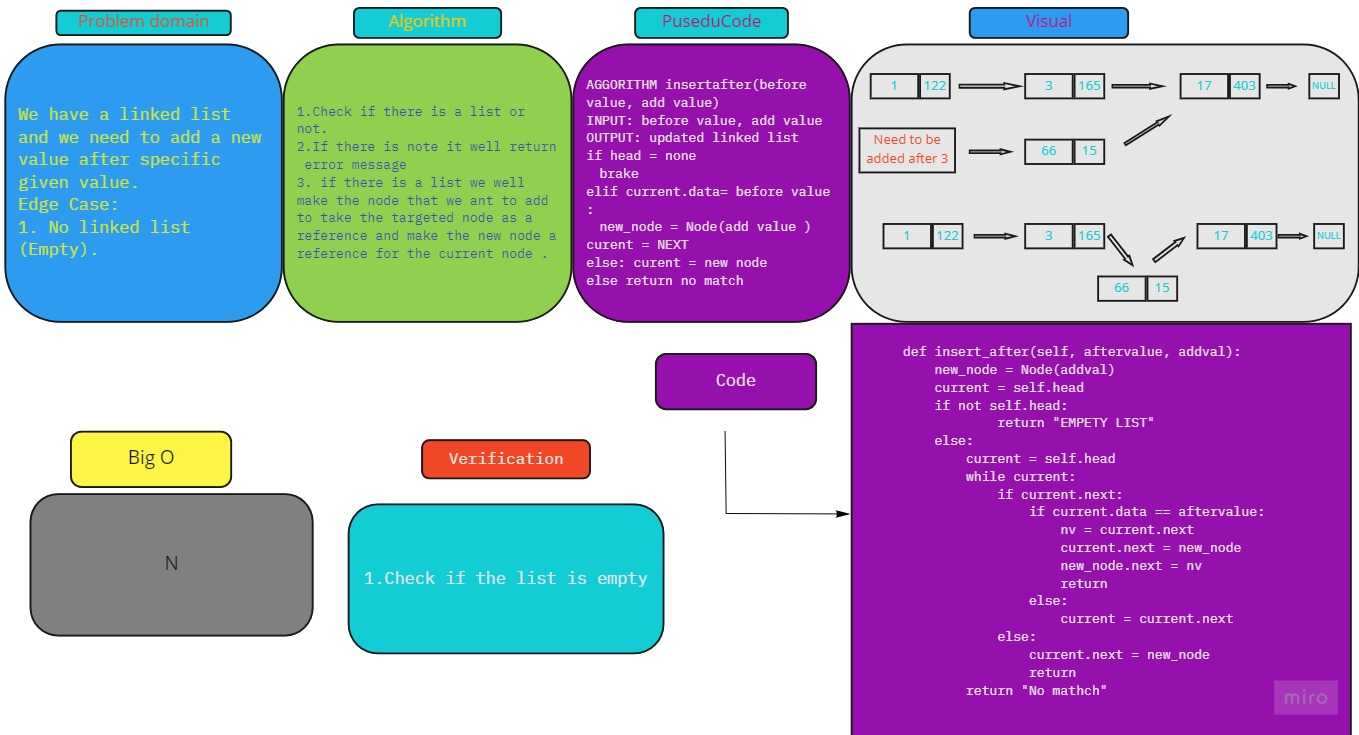 Problem domain
We have a linked list
and we need to add a new
value after specific
given value.
Edge Case:
1. No linked list
(Empty).
Algorithm
1.Check if there is a list or
not.
2.If there is note it well return
error message
3. if there is a list we well
make the node that we ant to add
to take the targeted node as a
reference and make the new node a
reference for the current node .
PuseduCode
AGGORITHM insertafter(before
value, add value)
INPUT: before value, add value
OUTPUT: updated linked list
if head = none
brake
elif current.data= before value
:
new_node = Node(add value )
curent = NEXT
else: curent = new node
else return no match
Visual
1 122 3 165 17 403 NULL
Need to be
added after 3
66 15
1 122 3 165 17 403 NULL
66 15
Code
def insert_after(self, aftervalue, addval):
new_node = Node(addval)
current = self.head
if not self.head:
return "EMPETY LIST"
else:
current = self.head
while current:
if current.next:
if current.data == aftervalue:
nv = current.next
current.next = new_node
new_node.next = nv
return
else:
current = current.next
else:
current.next = new_node
return
return "No mathch"
miro
Big O
N
Verification
1.Check if the list is empty